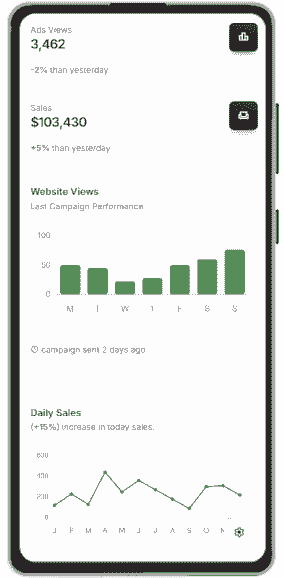 Ads Views
3,462
-2% than yesterday
Sales
$103,430
+5% than yesterday
Website Views
Last Campaign Performance
100
50
0
M T W T F S S
campaign sent 2 days ago
Daily Sales
(+15%) increase in today sales.
600
400
200
0
J F M A M J J A S O N